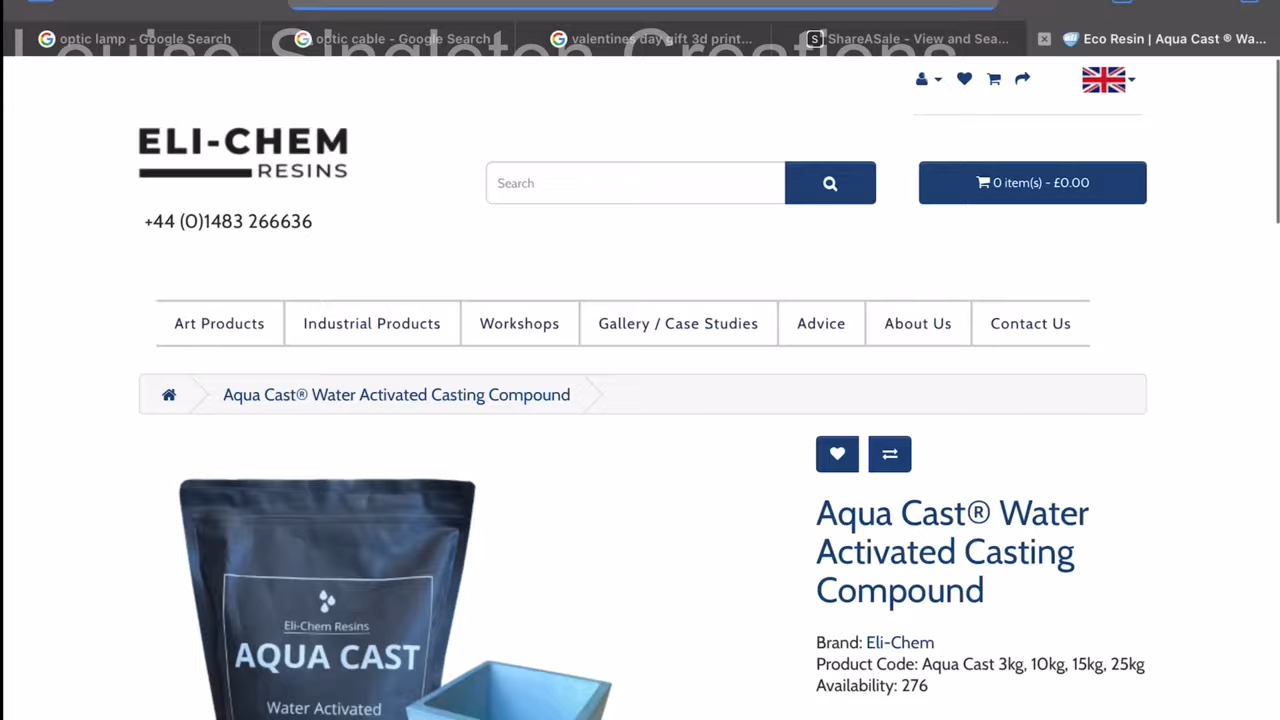 Louise Singleton Creations
optic lamp - Google Search
optic cable - Google Search
valentines day gift 3d print...
S
ShareASale - View and Sea...
Eco Resin | Aqua Cast ® Wa...
ELI-CHEM
RESINS
+44 (0)1483 266636
Search
0 item(s) - £0.00
Art Products
Industrial Products
Workshops
Gallery / Case Studies
Advice
About Us
Contact Us
Aqua Cast® Water Activated Casting Compound
Aqua Cast® Water
Activated Casting
Compound
Brand: Eli-Chem
Product Code: Aqua Cast 3kg, 10kg, 15kg, 25kg
Availability: 276
Eli-Chem Resins
AQUA CAST
Water Activated